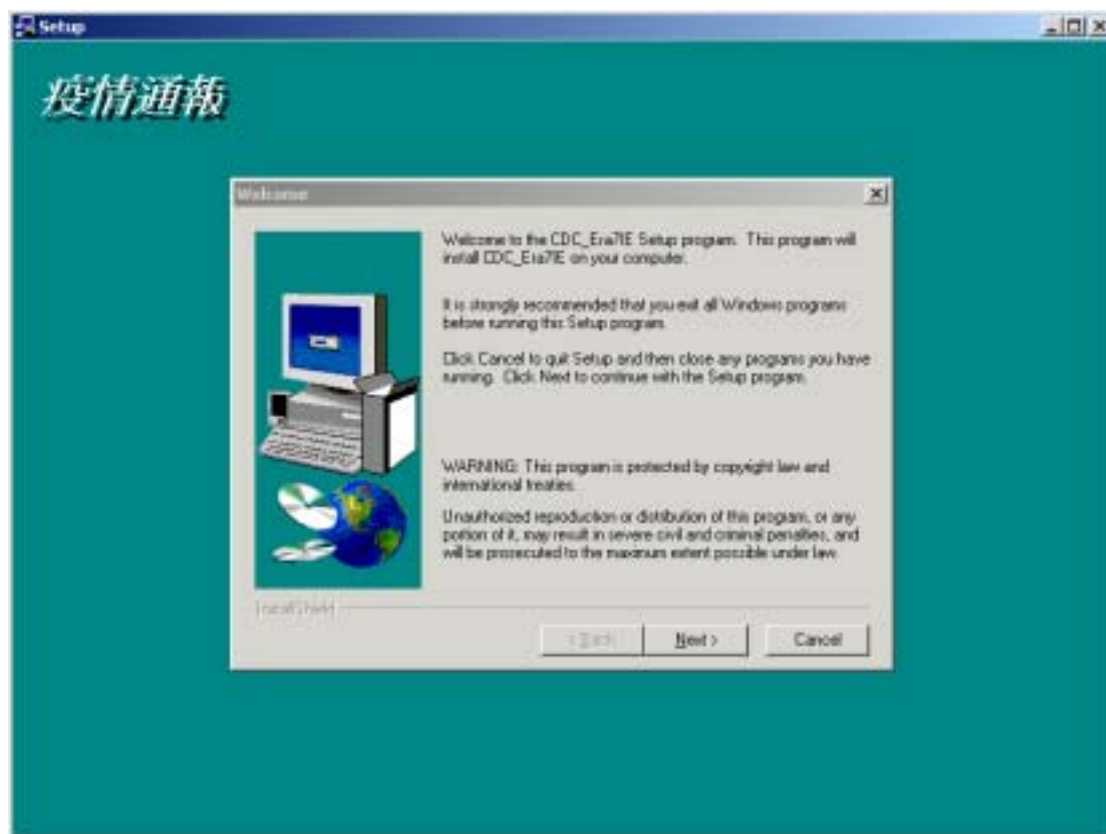 Setup
疫情通報
Welcome
Welcome to the CDC_Era7IE Setup program. This program will
install CDC_Era7IE on your computer.
It is strongly recommended that you exit all Windows programs
before running this Setup program.
Click Cancel to quit Setup and then close any programs you have
running. Click Next to continue with the Setup program.
WARNING: This program is protected by copyright law and
international treaties.
Unauthorized reproduction or distribution of this program, or any
portion of it, may result in severe civil and criminal penalties, and
will be prosecuted to the maximum extent possible under law.
InstallShield
< Back
Next >
Cancel